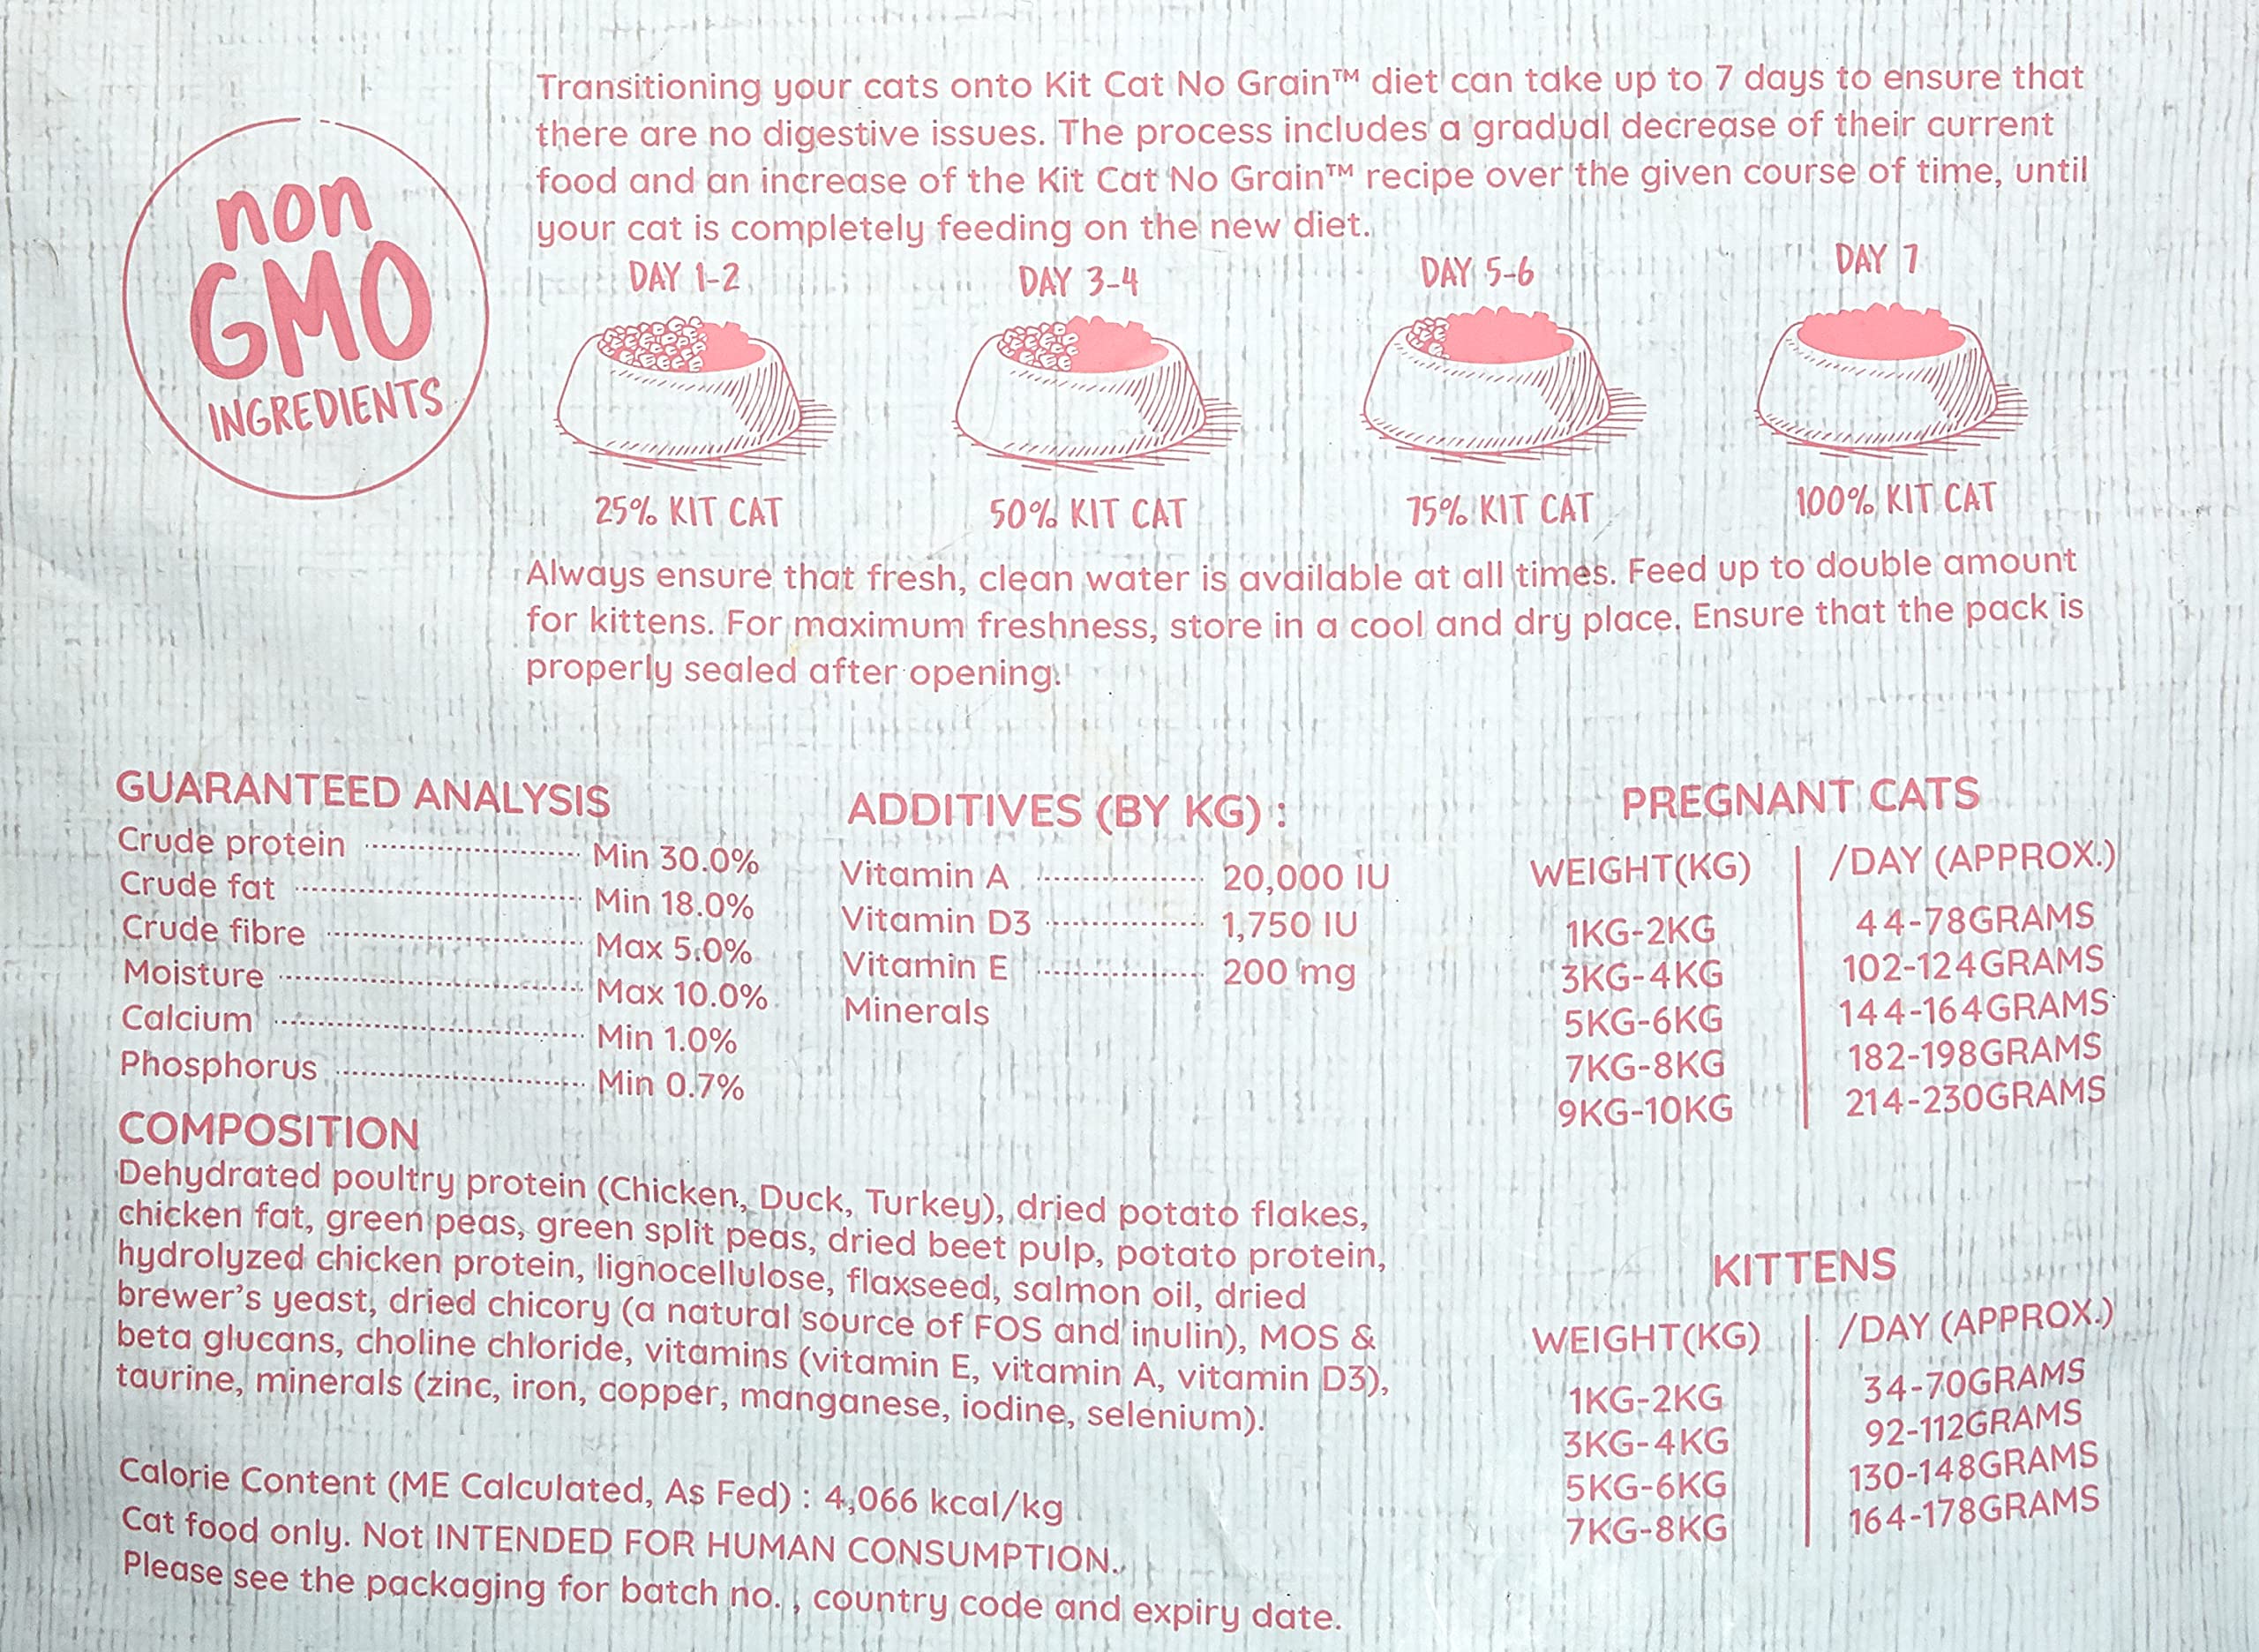 non
GMO
INGREDIENTS
Transitioning your cats onto Kit Cat No Grain™ diet can take up to 7 days to ensure that
there are no digestive issues. The process includes a gradual decrease of their current
food and an increase of the Kit Cat No Grain™ recipe over the given course of time, until
your cat is completely feeding on the new diet.
DAY 1-2 DAY 3-4 DAY 5-6 DAY 7
25% KIT CAT 50% KIT CAT 75% KIT CAT 100% KIT CAT
Always ensure that fresh, clean water is available at all times. Feed up to double amount
for kittens. For maximum freshness, store in a cool and dry place. Ensure that the pack is
properly sealed after opening.
GUARANTEED ANALYSIS
Crude protein Min 30.0%
Crude fat Min 18.0%
Crude fibre Max 5.0%
Moisture Max 10.0%
Calcium Min 1.0%
Phosphorus Min 0.7%
ADDITIVES (BY KG) :
Vitamin A 20,000 IU
Vitamin D3 1,750 IU
Vitamin E 200 mg
Minerals
COMPOSITION
Dehydrated poultry protein (Chicken, Duck, Turkey), dried potato flakes,
chicken fat, green peas, green split peas, dried beet pulp, potato protein,
hydrolyzed chicken protein, lignocellulose, flaxseed, salmon oil, dried
brewer's yeast, dried chicory (a natural source of FOS and inulin), MOS &
beta glucans, choline chloride, vitamins (vitamin E, vitamin A, vitamin D3),
taurine, minerals (zinc, iron, copper, manganese, iodine, selenium).
Calorie Content (ME Calculated, As Fed) : 4,066 kcal/kg
Cat food only. Not INTENDED FOR HUMAN CONSUMPTION.
Please see the packaging for batch no. , country code and expiry date.
PREGNANT CATS
WEIGHT(KG) /DAY (APPROX.)
1KG-2KG 44-78GRAMS
3KG-4KG 102-124GRAMS
5KG-6KG 144-164GRAMS
7KG-8KG 182-198GRAMS
9KG-10KG 214-230GRAMS
KITTENS
WEIGHT(KG) /DAY (APPROX.)
1KG-2KG 34-70GRAMS
3KG-4KG 92-112GRAMS
5KG-6KG 130-148GRAMS
7KG-8KG 164-178GRAMS